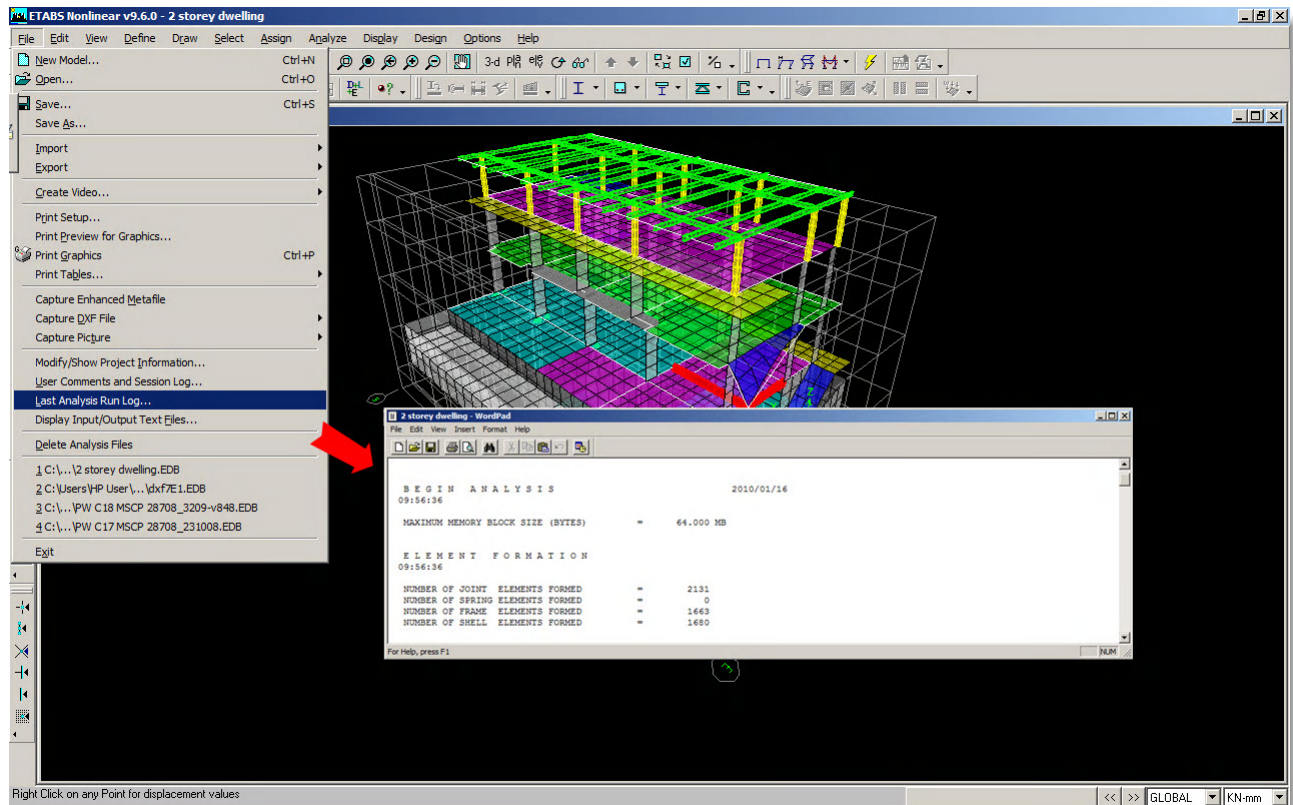 ETABS Nonlinear v9.6.0 - 2 storey dwelling
File Edit View Define Draw Select Assign Analyze Display Design Options Help
New Model... Ctrl+N
Open... Ctrl+O
Save... Ctrl+S
Save As...
Import
Export
Create Video...
Print Setup...
Print Preview for Graphics...
Print Graphics Ctrl+P
Print Tables...
Capture Enhanced Metafile
Capture DXF File
Capture Picture
Modify/Show Project Information...
User Comments and Session Log...
Last Analysis Run Log...
Display Input/Output Text Files...
Delete Analysis Files
1 C:\...\2 storey dwelling.EDB
2 C:\Users\HP User\...\dxf7E1.EDB
3 C:\...\PW C18 MSCP 28708_3209-v848.EDB
4 C:\...\PW C17 MSCP 28708_231008.EDB
Exit
3-d
2 storey dwelling - WordPad
File Edit View Insert Format Help
B E G I N A N A L Y S I S 2010/01/16
09:56:36
MAXIMUM MEMORY BLOCK SIZE (BYTES) = 64.000 MB
E L E M E N T F O R M A T I O N
09:56:36
NUMBER OF JOINT ELEMENTS FORMED = 2131
NUMBER OF SPRING ELEMENTS FORMED = 0
NUMBER OF FRAME ELEMENTS FORMED = 1663
NUMBER OF SHELL ELEMENTS FORMED = 1680
For Help, press F1 NUM
Right Click on any Point for displacement values << >> GLOBAL KN-mm